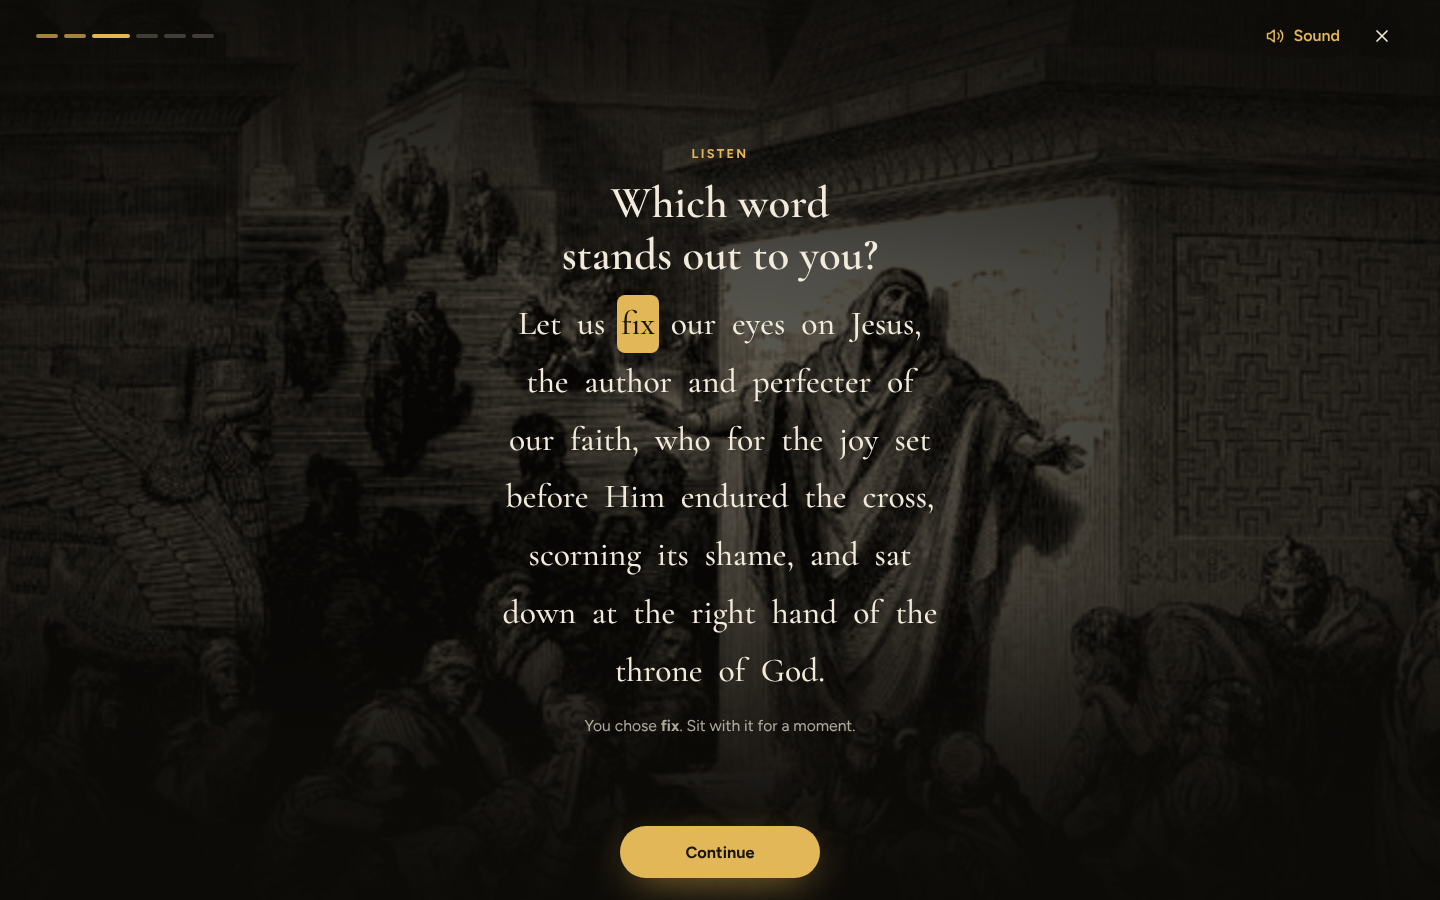 Sound
LISTEN
Which word
stands out to you?
Let us fix our eyes on Jesus,
the author and perfecter of
our faith, who for the joy set
before Him endured the cross,
scorning its shame, and sat
down at the right hand of the
throne of God.
You chose fix. Sit with it for a moment.
Continue